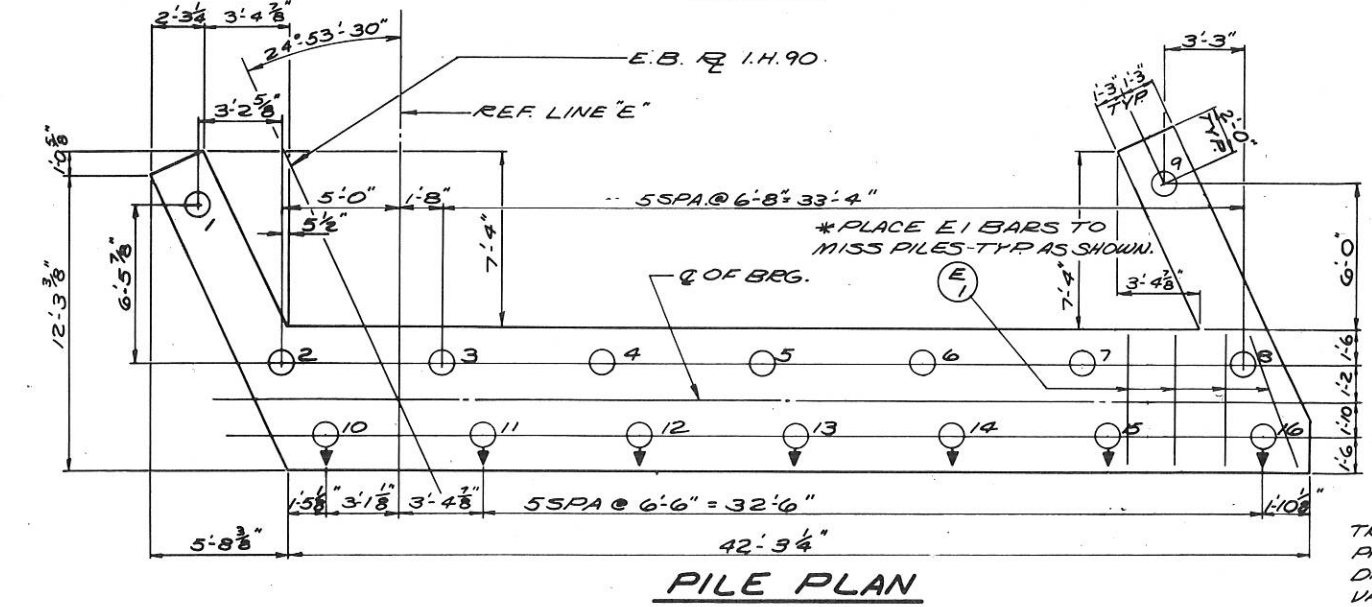 2'-3¼" 3'-4⅞"
24°-53'-30"
E.B. ℞ I.H. 90.
REF. LINE "E"
3'-3"
1'-3" 1'-3"
TYP.
2'-0"
TYP.
3'-2⅝"
1'-0⅝"
9
1
5'-0"
1'-8"
5 SPA. @ 6'-8" = 33'-4"
5½"
7'-4"
* PLACE E1 BARS TO
MISS PILES-TYP. AS SHOWN.
6'-5⅞"
12'-3⅜"
℄ OF BRG.
E
1
7'-4"
3'-4⅞"
6'-0"
2 3 4 5 6 7 8
1'-6
1'-2
1'-10
1'-6
10 11 12 13 14 15 16
1'-5⅛" 3'-1⅛" 3'-4⅞" 5 SPA @ 6'-6" = 32'-6" 1'-10⅛"
5'-8⅜" 42'-3¼"
PILE PLAN